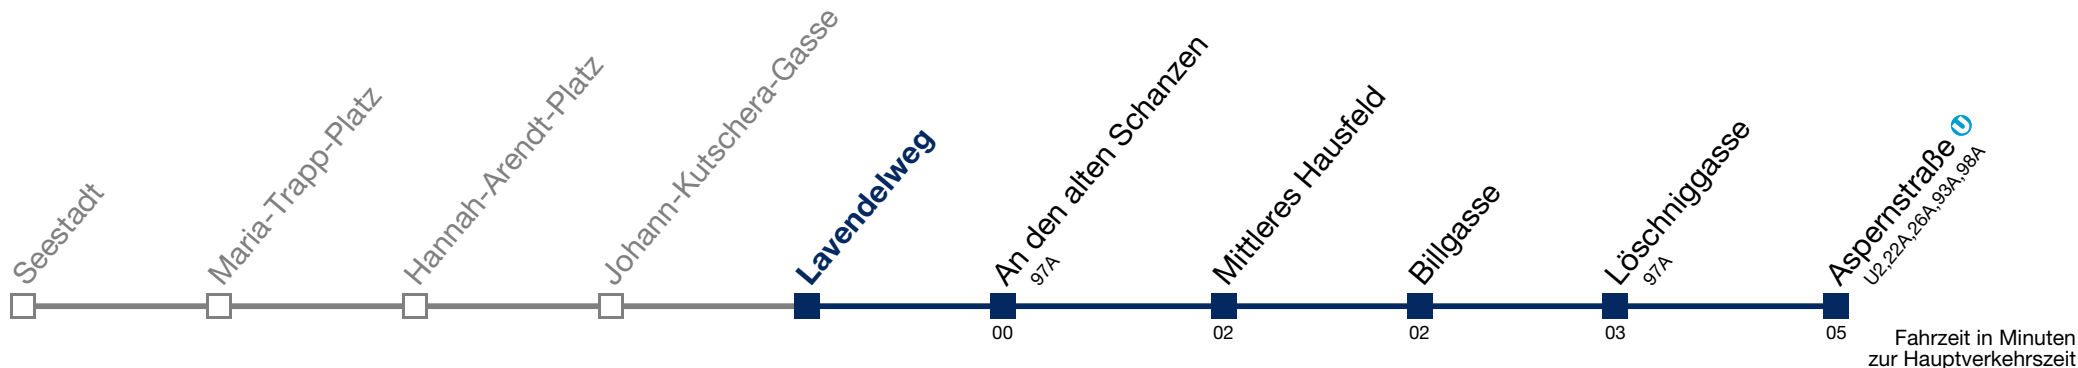 Seestadt
Maria-Trapp-Platz
Hannah-Arendt-Platz
Johann-Kutschera-Gasse
Lavendelweg
An den alten Schanzen
97A
Mittleres Hausfeld
Billgasse
Löschniggasse
97A
Aspernstraße U
U2,22A,26A,93A,98A
00
02
02
03
05
Fahrzeit in Minuten
zur Hauptverkehrszeit